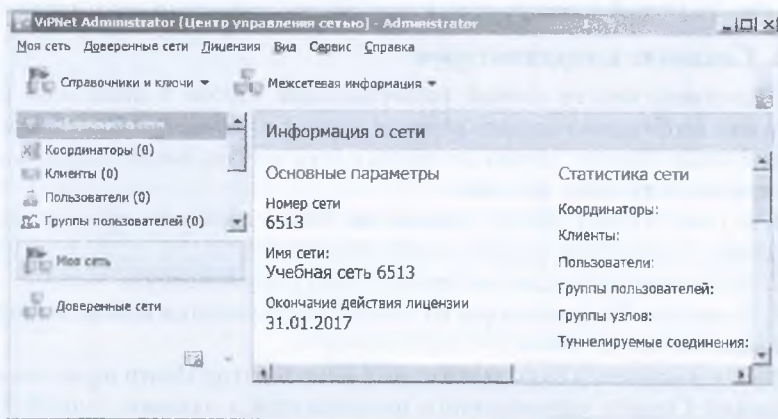 ViPNet Administrator [Центр управления сетью] - Administrator
Моя сеть Доверенные сети Лицензия Вид Сервис Справка
Справочники и ключи Межсетевая информация
Информация о сети
Координаторы (0)
Клиенты (0)
Пользователи (0)
Группы пользователей (0)
Моя сеть
Доверенные сети
Информация о сети
Основные параметры
Номер сети
6513
Имя сети:
Учебная сеть 6513
Окончание действия лицензии
31.01.2017
Статистика сети
Координаторы:
Клиенты:
Пользователи:
Группы пользователей:
Группы узлов:
Туннелируемые соединения: